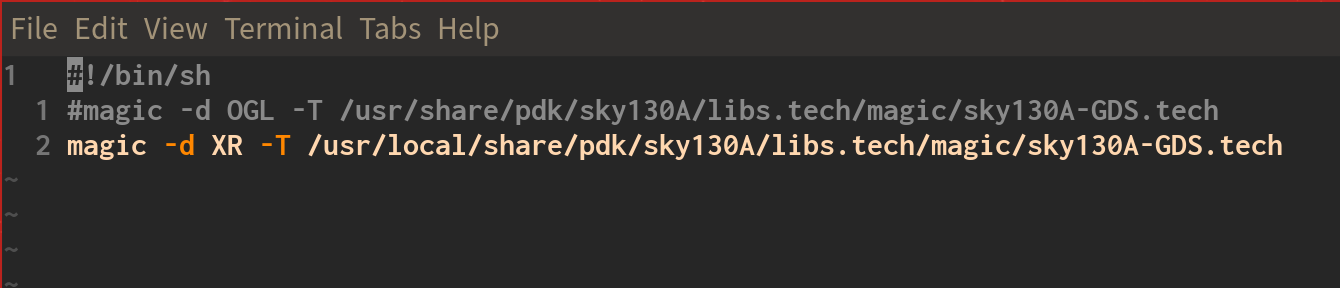 File Edit View Terminal Tabs Help
1 #!/bin/sh
1 #magic -d OGL -T /usr/share/pdk/sky130A/libs.tech/magic/sky130A-GDS.tech
2 magic -d XR -T /usr/local/share/pdk/sky130A/libs.tech/magic/sky130A-GDS.tech
~
~
~
~